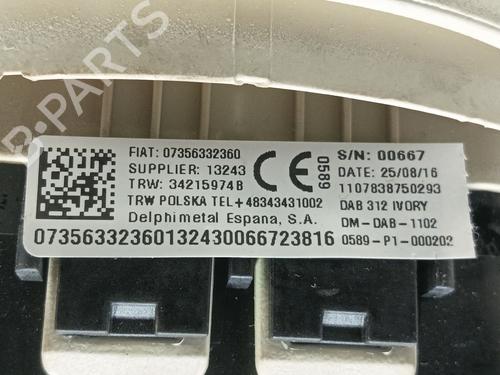 B-PARTS
FIAT: 07356332360
SUPPLIER: 13243
TRW: 34215974B
TRW POLSKA TEL+48343431002
Delphimetal Espana, S.A.
CE 0589
S/N: 00667
DATE: 25/08/16
1107838750293
DAB 312 IVORY
DM-DAB-1102
0589-P1-000202
07356332360132430066723816